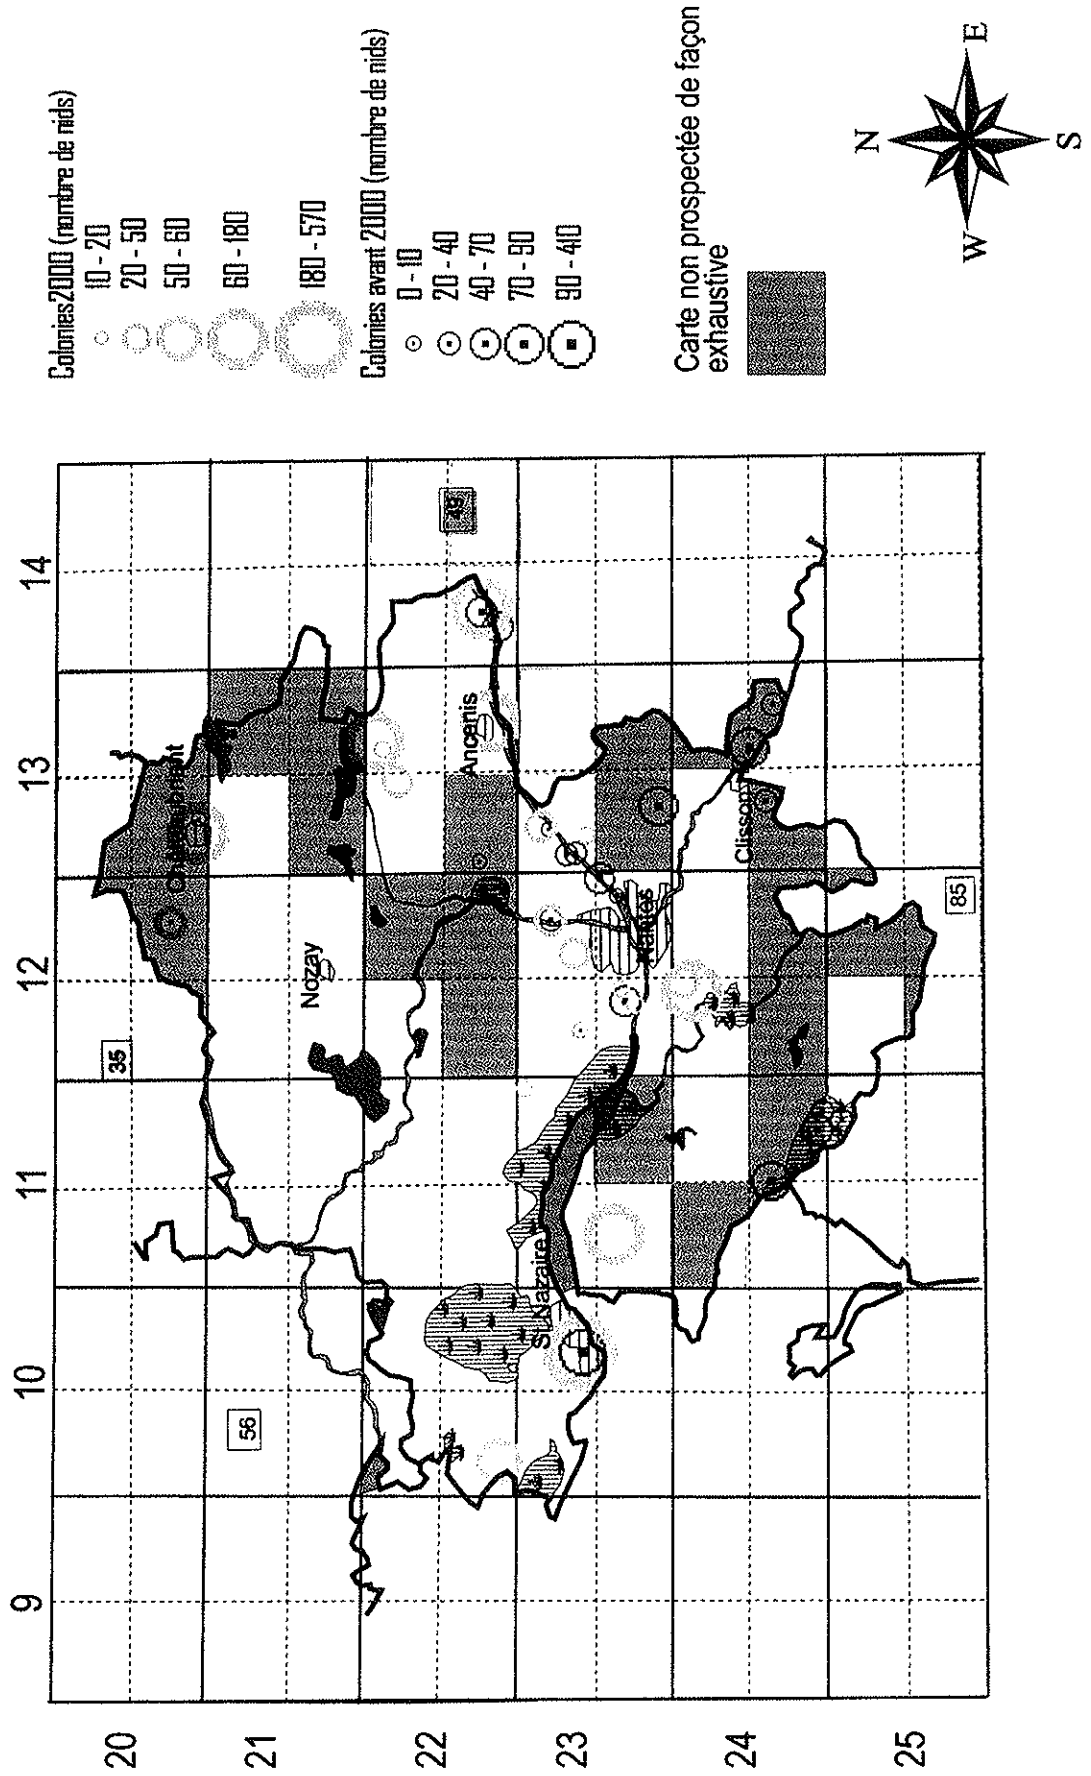 Colonies2000 (nombre de nids)
10 - 20
20 - 50
50 - 60
60 - 180
180 - 570
Colonies avant 2000 (nombre de nids)
0 - 10
20 - 40
40 - 70
70 - 90
90 - 410
Carte non prospectée de façon
exhaustive
N
W
E
S
9
10
11
12
13
14
20
21
22
23
24
25
35
56
49
85
Nozay
Ancenis
St Nazaire
Nantes
Clisson